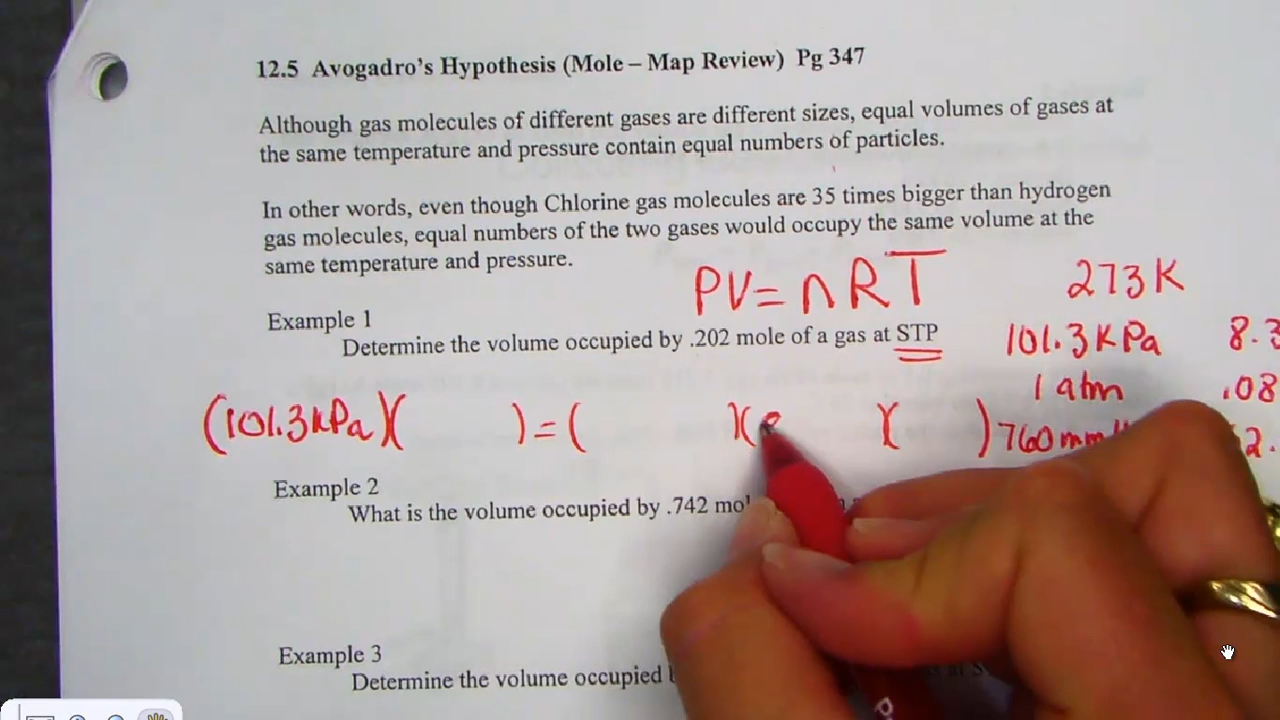 12.5 Avogadro's Hypothesis (Mole – Map Review) Pg 347
Although gas molecules of different gases are different sizes, equal volumes of gases at
the same temperature and pressure contain equal numbers of particles.
In other words, even though Chlorine gas molecules are 35 times bigger than hydrogen
gas molecules, equal numbers of the two gases would occupy the same volume at the
same temperature and pressure.
PV=nRT
273K
Example 1
Determine the volume occupied by .202 mole of a gas at STP
101.3KPa 8.3
1 atm .08
(101.3KPa)( )=( )( )( ) 760mm 2.
Example 2
What is the volume occupied by .742
Example 3
Determine the volume occupied